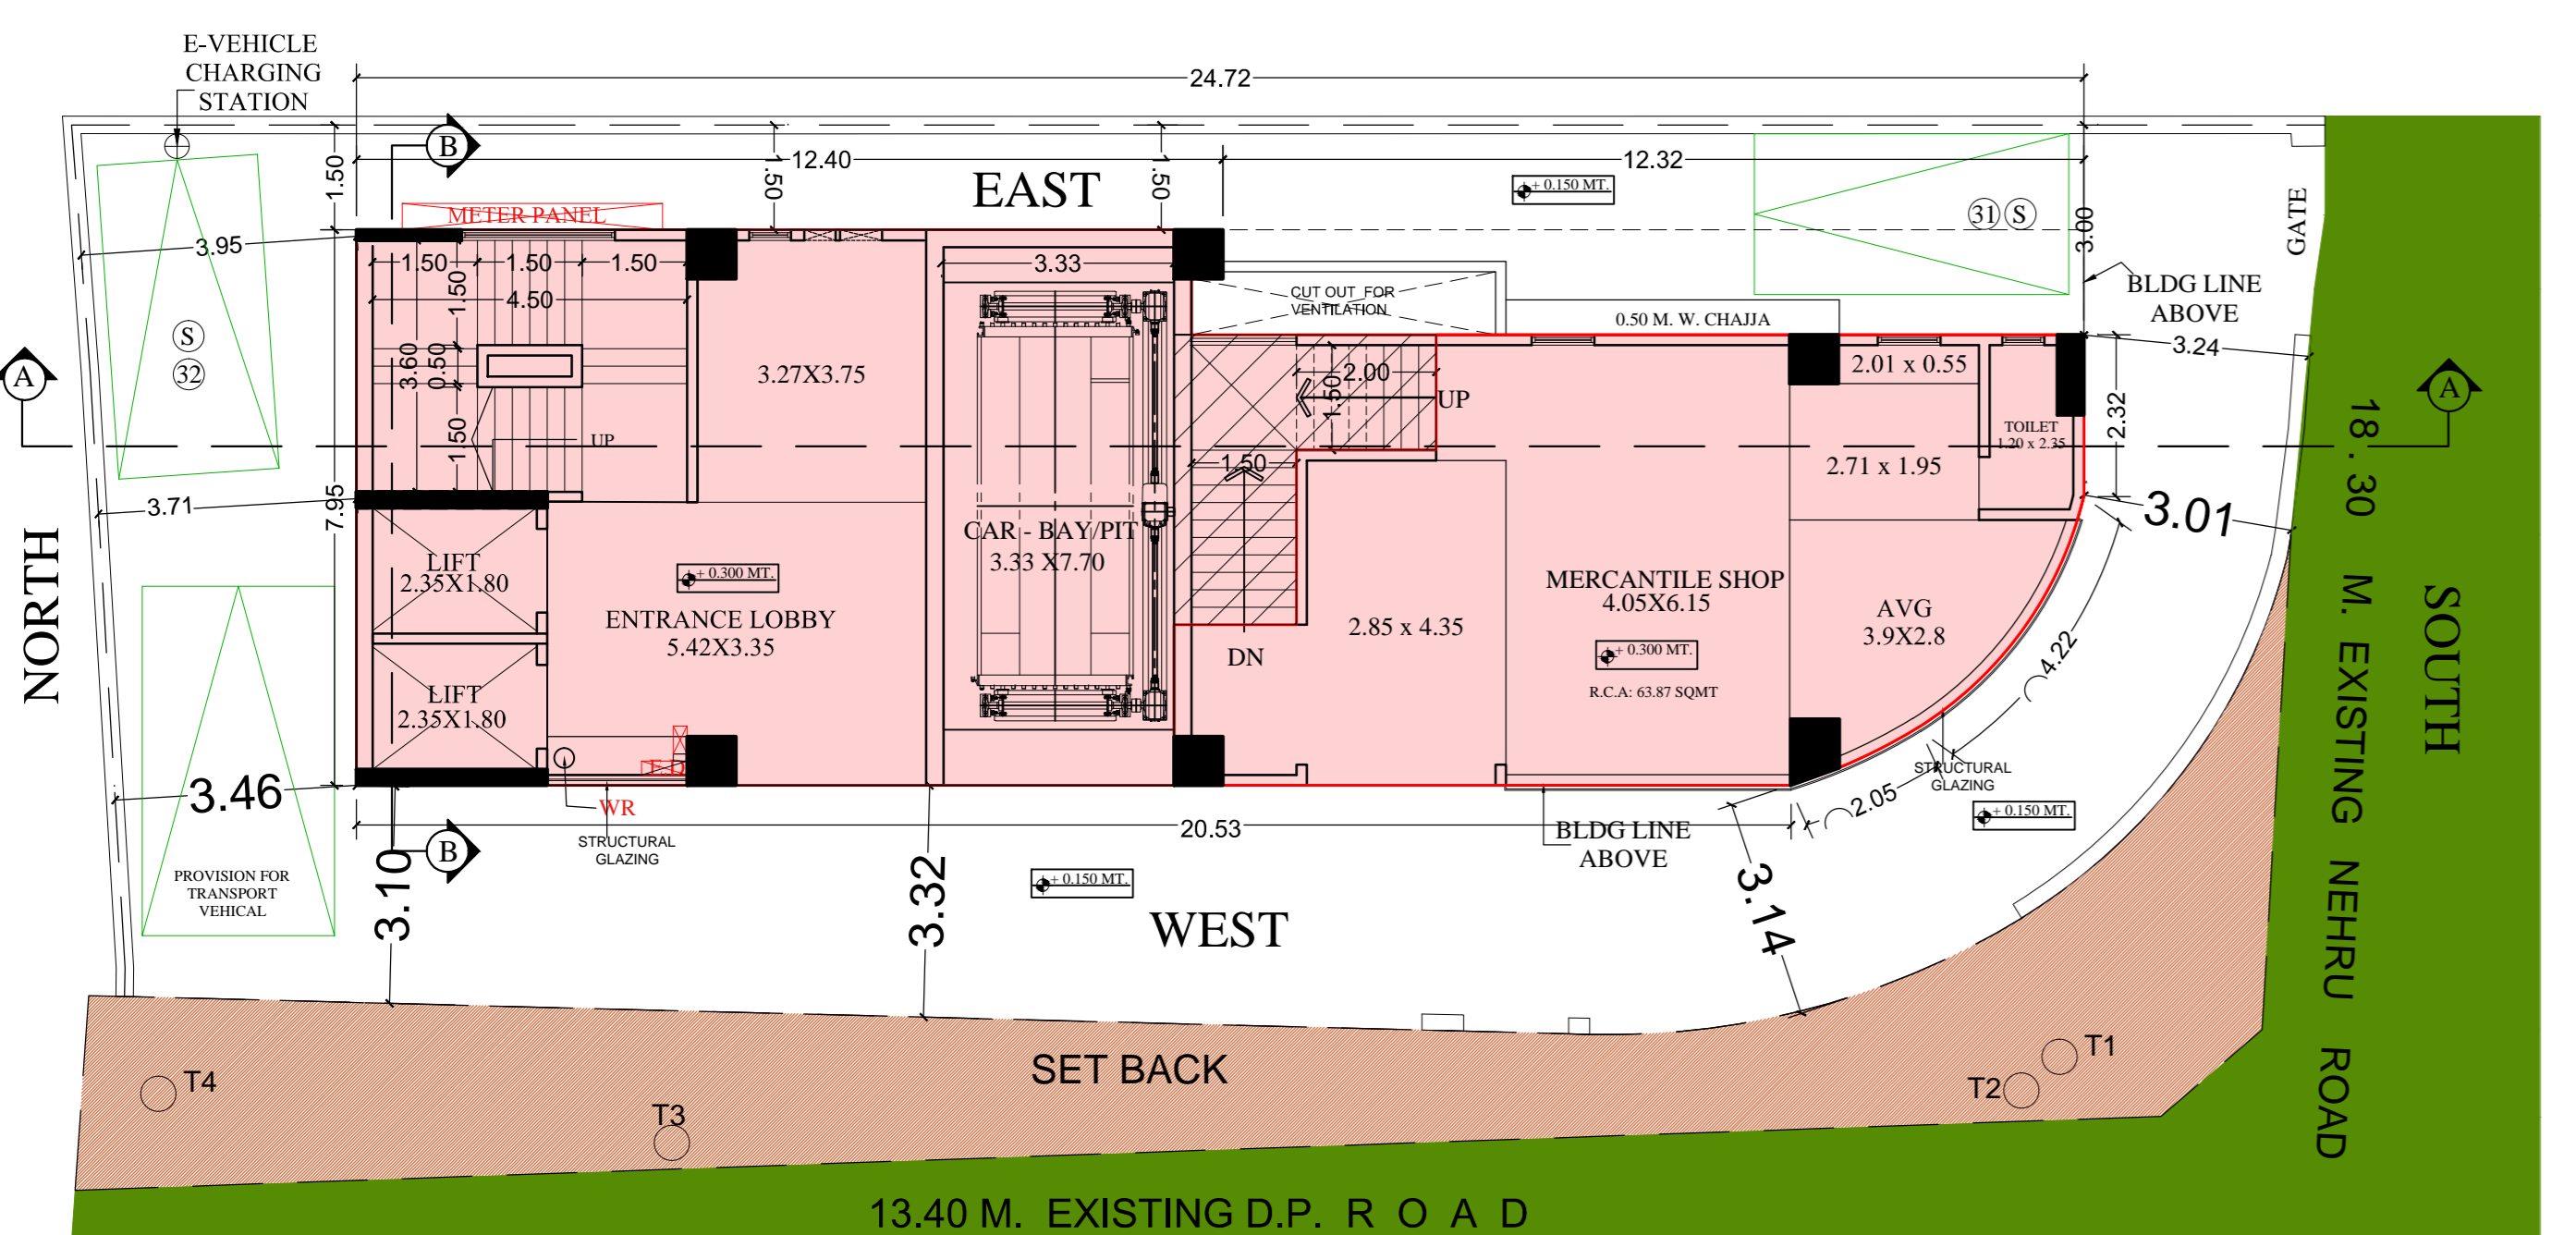 E-VEHICLE
CHARGING
STATION
24.72
B
12.40
12.32
1.50
1.50
1.50
EAST
+ 0.150 MT.
31 S
3.00
GATE
METER PANEL
3.95
1.50
1.50
1.50
1.50
4.50
3.33
CUT OUT FOR
VENTILATION
BLDG LINE
ABOVE
0.50 M. W. CHAJJA
S
32
A
3.60
0.50
3.27X3.75
2.00
1.50
UP
2.01 x 0.55
3.24
A
2.32
1.50
UP
1.50
TOILET
1.20 x 2.35
2.71 x 1.95
3.71
7.95
3.01
CAR - BAY/PIT
3.33 X7.70
NORTH
LIFT
2.35X1.80
+ 0.300 MT.
ENTRANCE LOBBY
5.42X3.35
MERCANTILE SHOP
4.05X6.15
2.85 x 4.35
AVG
3.9X2.8
+ 0.300 MT.
R.C.A: 63.87 SQMT
DN
4.22
SOUTH
18.30 M. EXISTING NEHRU ROAD
LIFT
2.35X1.80
3.46
WR
STRUCTURAL
GLAZING
STRUCTURAL
GLAZING
2.05
+ 0.150 MT.
20.53
BLDG LINE
ABOVE
B
PROVISION FOR
TRANSPORT
VEHICAL
3.10
3.32
+ 0.150 MT.
WEST
3.14
SET BACK
T1
T2
T3
T4
13.40 M. EXISTING D.P. R O A D